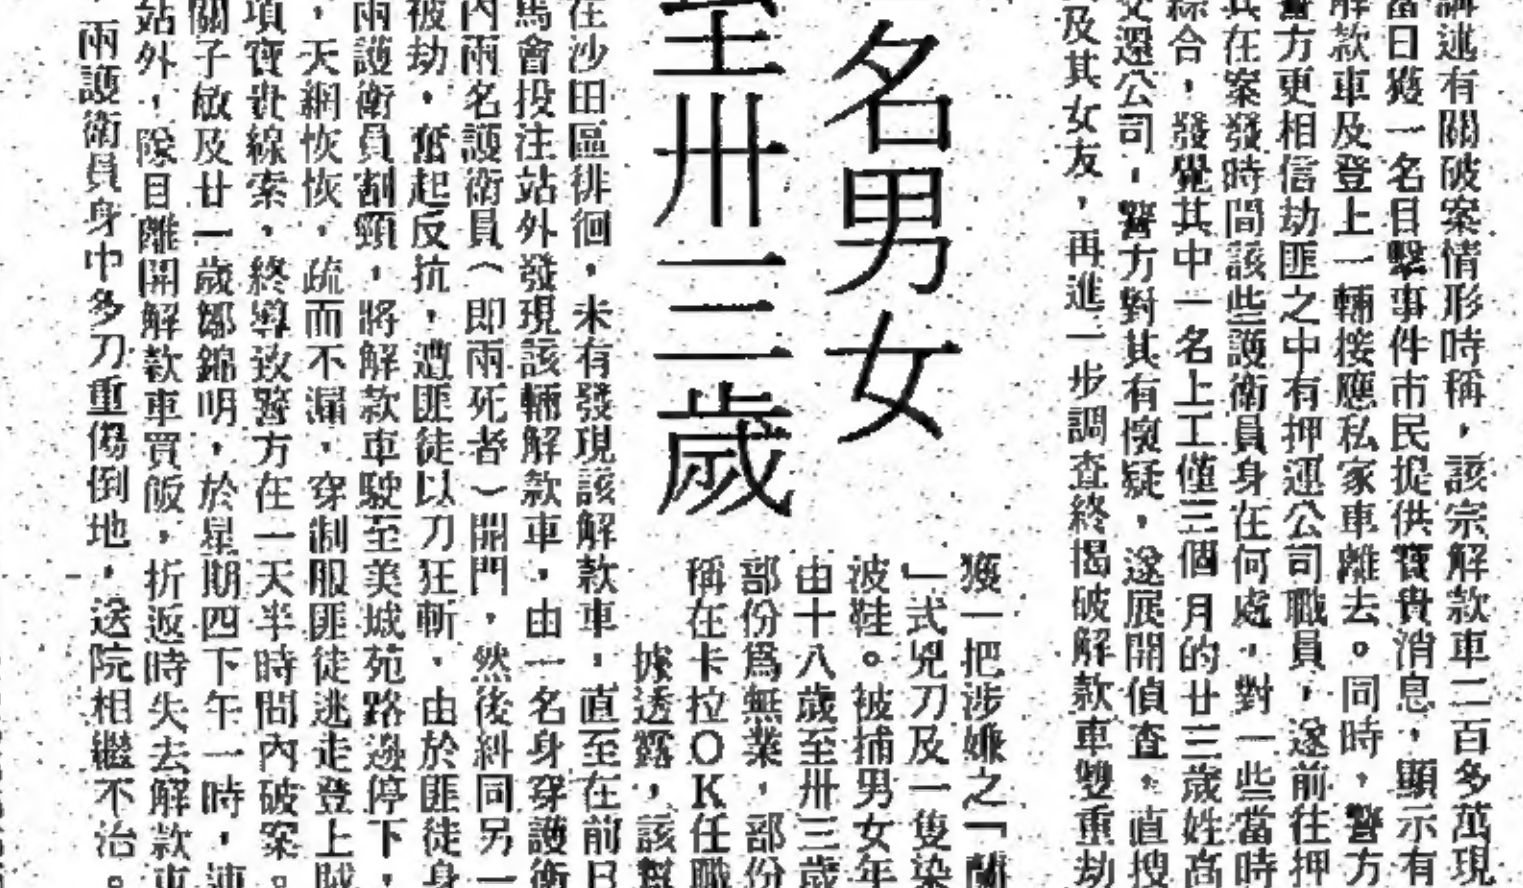 講述有關破案情形時稱，該宗解款車二百多萬現
當日獲一名目擊事件市民提供寶貴消息，顯示有
解款車及登上一輛接應私家車離去。同時，警方
警方更相信劫匪之中有押運公司職員，遂前往押
其在案發時間該些護衛員身在何處，對一些當時
綜合，發覺其中一名上工僅三個月的廿三歲姓高
交還公司，警方對其有懷疑，遂展開偵查，直搜
及其女友，再進一步調查終揭破解款車雙重劫
名男女
至卅三歲
獲一把涉嫌之「蘭
」式兇刀及一隻染
波鞋。被捕男女年
由十八歲至卅三歲
部份為無業，部份
稱在卡拉OK任職
據透露，該幫
在沙田區徘徊，未有發現該解款車，直至在前日
馬會投注站外發現該輛解款車，由一名身穿護衛
內兩名護衛員（即兩死者）開門，然後糾同另一
被劫，奮起反抗，遭匪徒以刀狂斬，由於匪徒身
兩護衛員割頸，將解款車駛至美城苑路邊停下，
，天網恢恢，疏而不漏，穿制服匪徒逃走登上賊
項寶貴線索，終導致警方在一天半時間內破案。
關子敏及廿一歲鄒錦明，於星期四下午一時，連
站外，隊目離開解款車買飯，折返時失去解款車
，兩護衛員身中多刀重傷倒地，送院相繼不治。